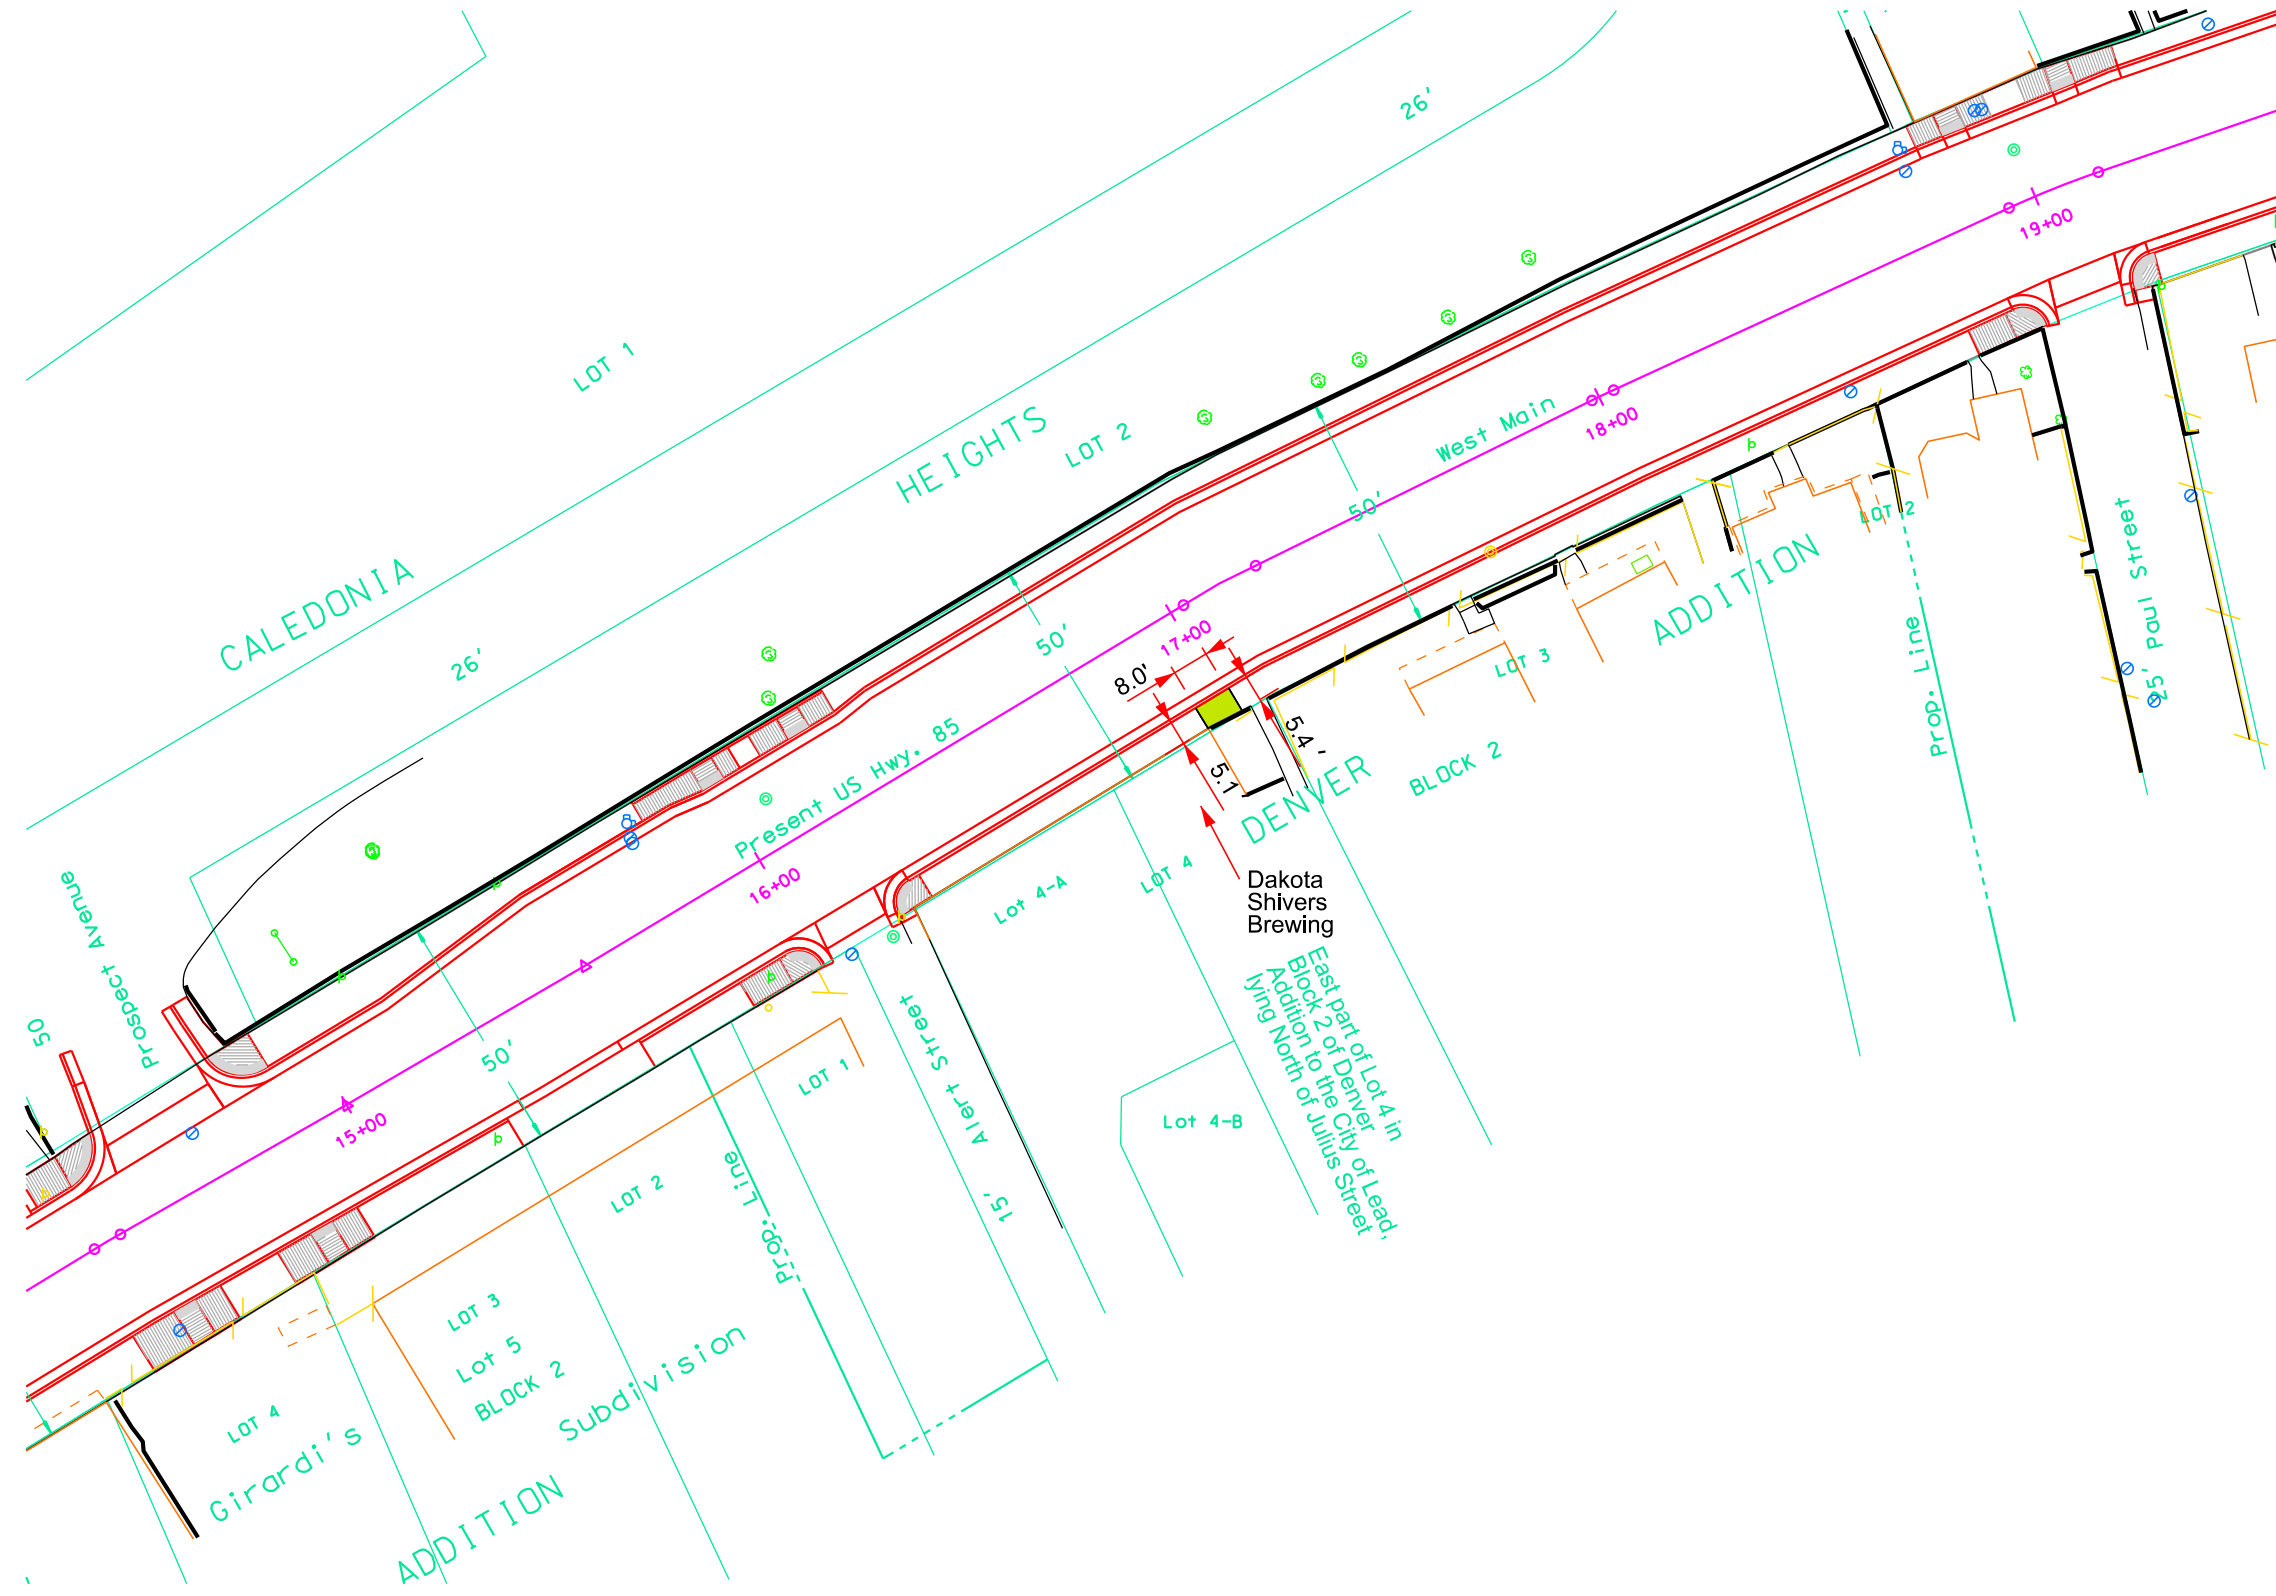 26'
LOT 1
HEIGHTS
LOT 2
West Main
19+00
18+00
50'
CALEDONIA
26'
50'
17+00
8.0'
LOT 2
ADDITION
LOT 3
25' Paul Street
Prop. Line
5.4 '
5.1
DENVER
BLOCK 2
Present US Hwy. 85
16+00
Lot 4-A
LOT 4
Dakota
Shivers
Brewing
East part of Lot 4 in
Block 2 of Denver
Addition to the City of Lead,
lying North of Julius Street
Prospect Avenue
50
50'
15+00
LOT 1
Alert Street
15'
Lot 4-B
LOT 2
Prop. Line
LOT 3
Lot 5
BLOCK 2
Subdivision
LOT 4
Girardi's
ADDITION